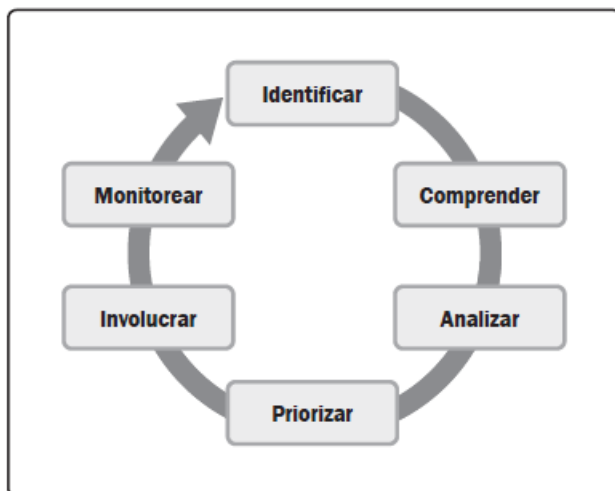 Identificar
Comprender
Analizar
Priorizar
Involucrar
Monitorear